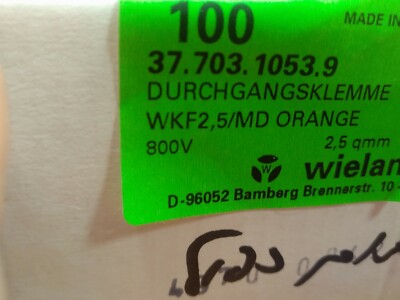 100 MADE IN
37.703.1053.9
DURCHGANGSKLEMME
WKF2,5/MD ORANGE
800V 2,5 qmm
W wielan
D-96052 Bamberg Brennerstr. 10 -